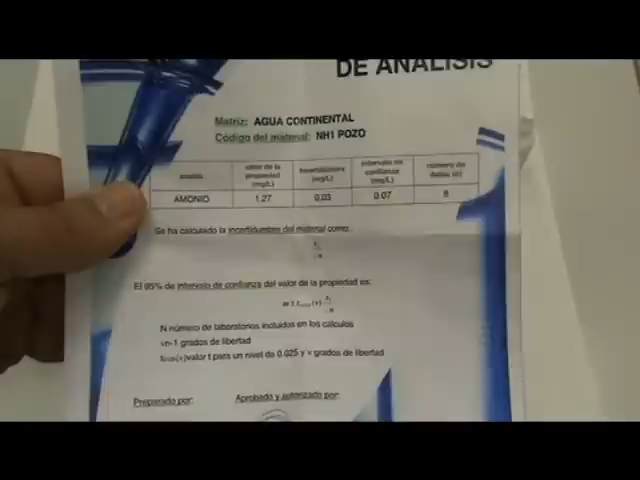 DE ANÁLISIS
Matriz: AGUA CONTINENTAL
Código del material: NH1 POZO
analito valor de la propiedad (mg/L) Incertidumbre (mg/L) intervalo de confianza (mg/L) número de datos (n)
AMONIO 1.27 0.03 0.07 8
Se ha calculado la incertidumbre del material como:
El 95% de intervalo de confianza del valor de la propiedad es:
N número de laboratorios incluidos en los cálculos
v=n-1 grados de libertad
valor t para un nivel de 0.025 y v grados de libertad
Preparado por: Aprobado y autorizado por: